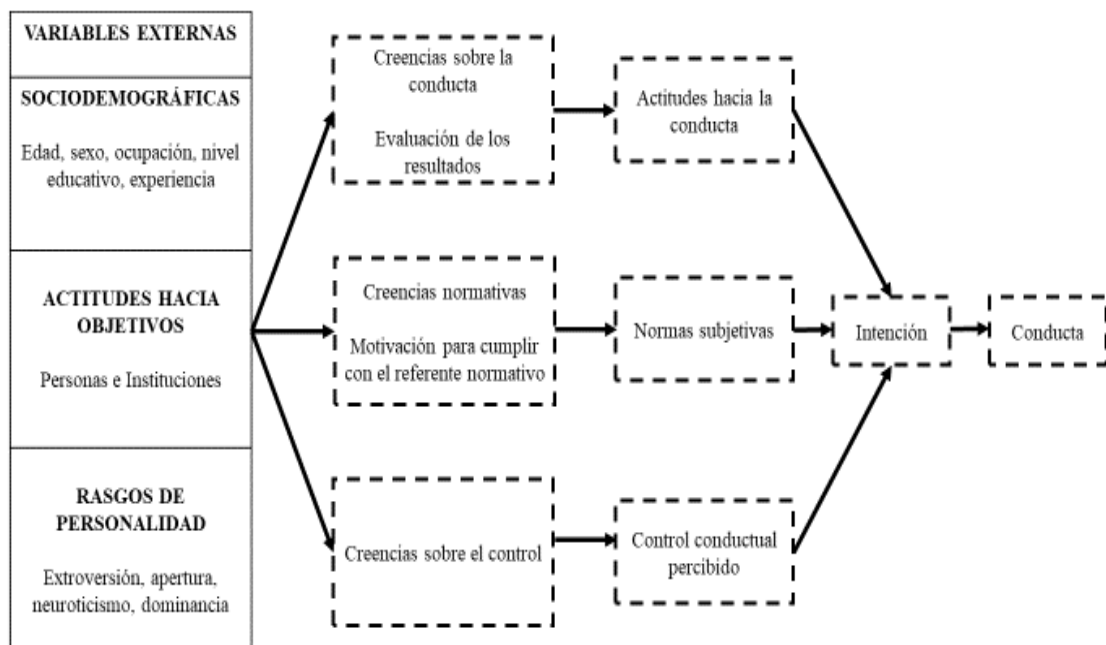 VARIABLES EXTERNAS
SOCIODEMOGRÁFICAS
Edad, sexo, ocupación, nivel
educativo, experiencia
ACTITUDES HACIA
OBJETIVOS
Personas e Instituciones
RASGOS DE
PERSONALIDAD
Extroversión, apertura,
neuroticismo, dominancia
Creencias sobre la
conducta
Evaluación de los
resultados
Creencias normativas
Motivación para cumplir
con el referente normativo
Creencias sobre el control
Actitudes hacia la
conducta
Normas subjetivas
Control conductual
percibido
Intención
Conducta